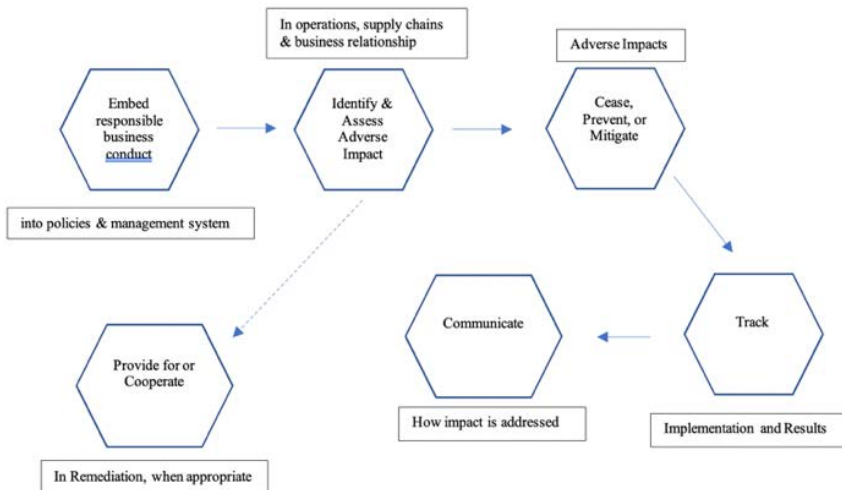 In operations, supply chains
& business relationship
Adverse Impacts
Embed
responsible
business
conduct
Identify &
Assess
Adverse
Impact
Cease,
Prevent, or
Mitigate
into policies & management system
Communicate
Track
Provide for or
Cooperate
How impact is addressed
Implementation and Results
In Remediation, when appropriate